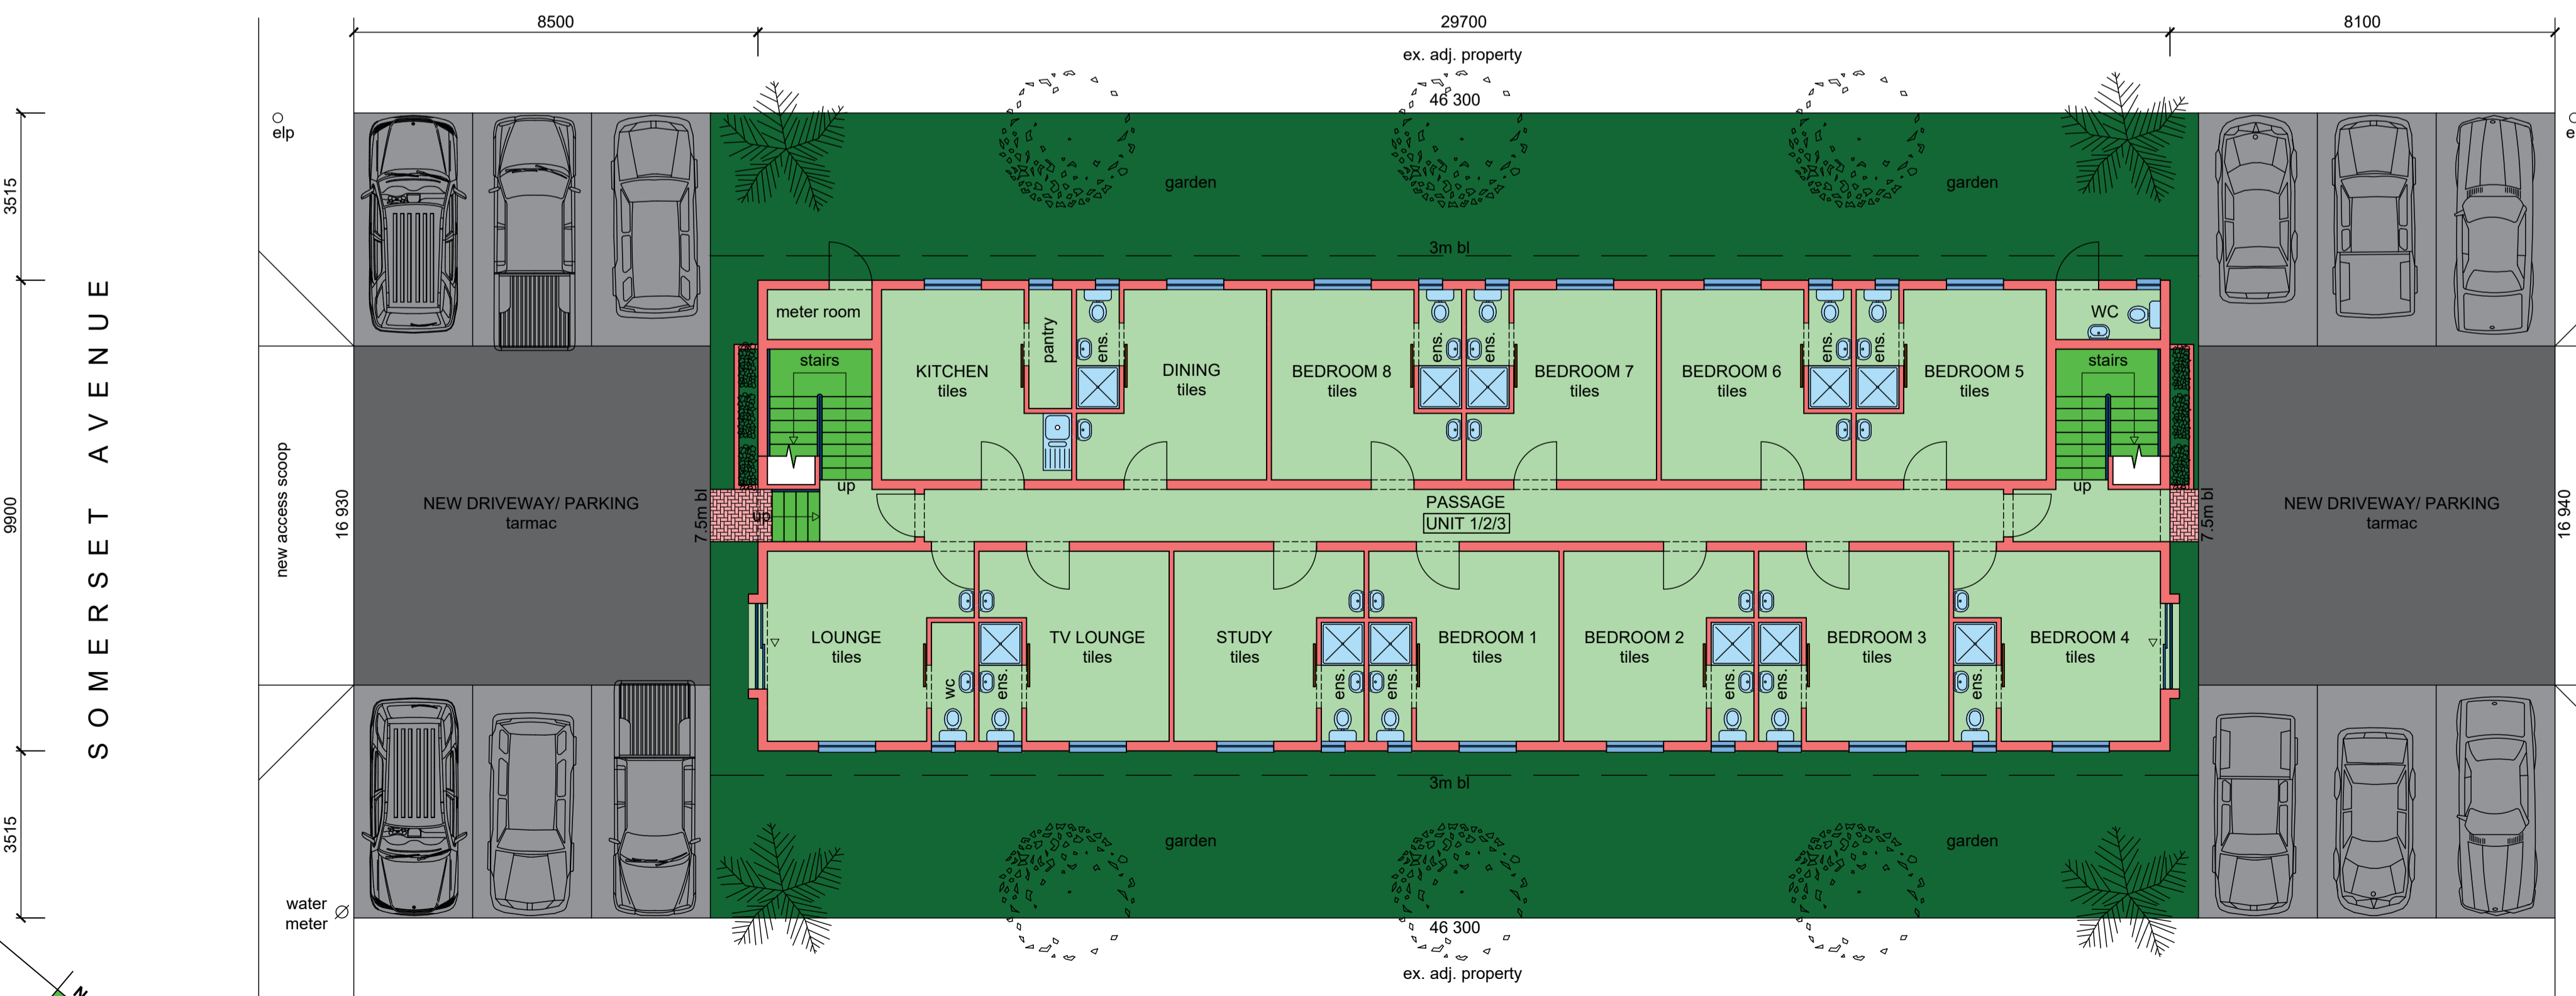 8500
29700
8100
ex. adj. property
46 300
elp
3515
garden
garden
3m bl
SOMERSET AVENUE
meter room
WC
stairs
pantry
ens.
ens.
ens.
ens.
ens.
stairs
KITCHEN
tiles
DINING
tiles
BEDROOM 8
tiles
BEDROOM 7
tiles
BEDROOM 6
tiles
BEDROOM 5
tiles
up
up
9900
new access scoop
16 930
NEW DRIVEWAY/ PARKING
tarmac
7.5m bl
up
PASSAGE
UNIT 1/2/3
7.5m bl
NEW DRIVEWAY/ PARKING
tarmac
16 940
LOUNGE
tiles
TV LOUNGE
tiles
STUDY
tiles
BEDROOM 1
tiles
BEDROOM 2
tiles
BEDROOM 3
tiles
BEDROOM 4
tiles
wc
ens.
ens.
ens.
ens.
ens.
ens.
3m bl
3515
garden
garden
water
meter
46 300
ex. adj. property